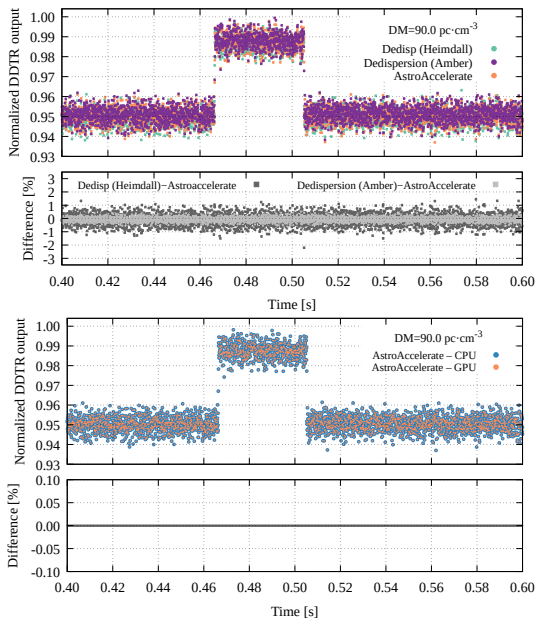 Normalized DDTR output
1.00
0.99
0.98
0.97
0.96
0.95
0.94
0.93
DM=90.0 pc·cm-3
Dedisp (Heimdall)
Dedispersion (Amber)
AstroAccelerate
Difference [%]
3
2
1
0
-1
-2
-3
Dedisp (Heimdall)−Astroaccelerate
Dedispersion (Amber)−AstroAccelerate
0.40 0.42 0.44 0.46 0.48 0.50 0.52 0.54 0.56 0.58 0.60
Time [s]
Normalized DDTR output
1.00
0.99
0.98
0.97
0.96
0.95
0.94
0.93
DM=90.0 pc·cm-3
AstroAccelerate – CPU
AstroAccelerate – GPU
Difference [%]
0.10
0.05
0.00
-0.05
-0.10
0.40 0.42 0.44 0.46 0.48 0.50 0.52 0.54 0.56 0.58 0.60
Time [s]